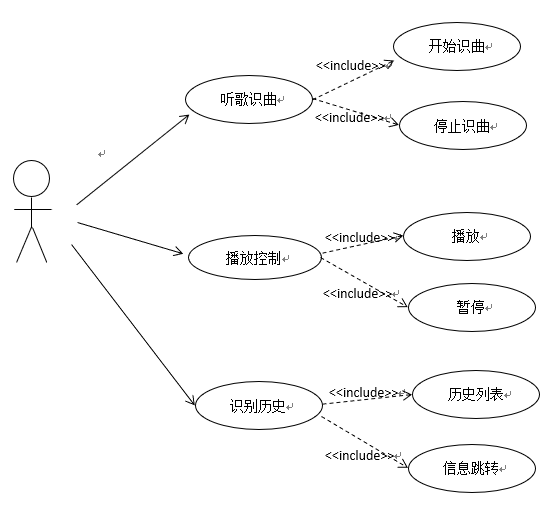 开始识曲
<<include>>
听歌识曲
<<include>>
停止识曲
<<include>>
播放
播放控制
<<include>>
暂停
<<include>>
历史列表
识别历史
<<include>>
信息跳转